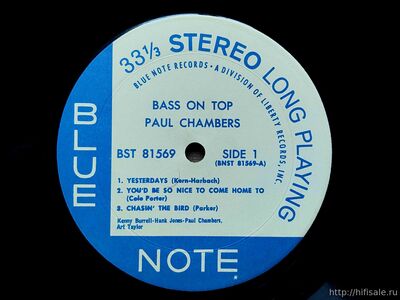 33⅓ STEREO LONG PLAYING
BLUE NOTE RECORDS • A DIVISION OF LIBERTY RECORDS, INC.
BASS ON TOP
PAUL CHAMBERS
BST 81569 SIDE 1
(BNST 81569-A)
1. YESTERDAYS (Kern-Harbach)
2. YOU'D BE SO NICE TO COME HOME TO
(Cole Porter)
3. CHASIN' THE BIRD (Parker)
Kenny Burrell-Hank Jones-Paul Chambers,
Art Taylor
BLUE
NOTE
http://hifisale.ru